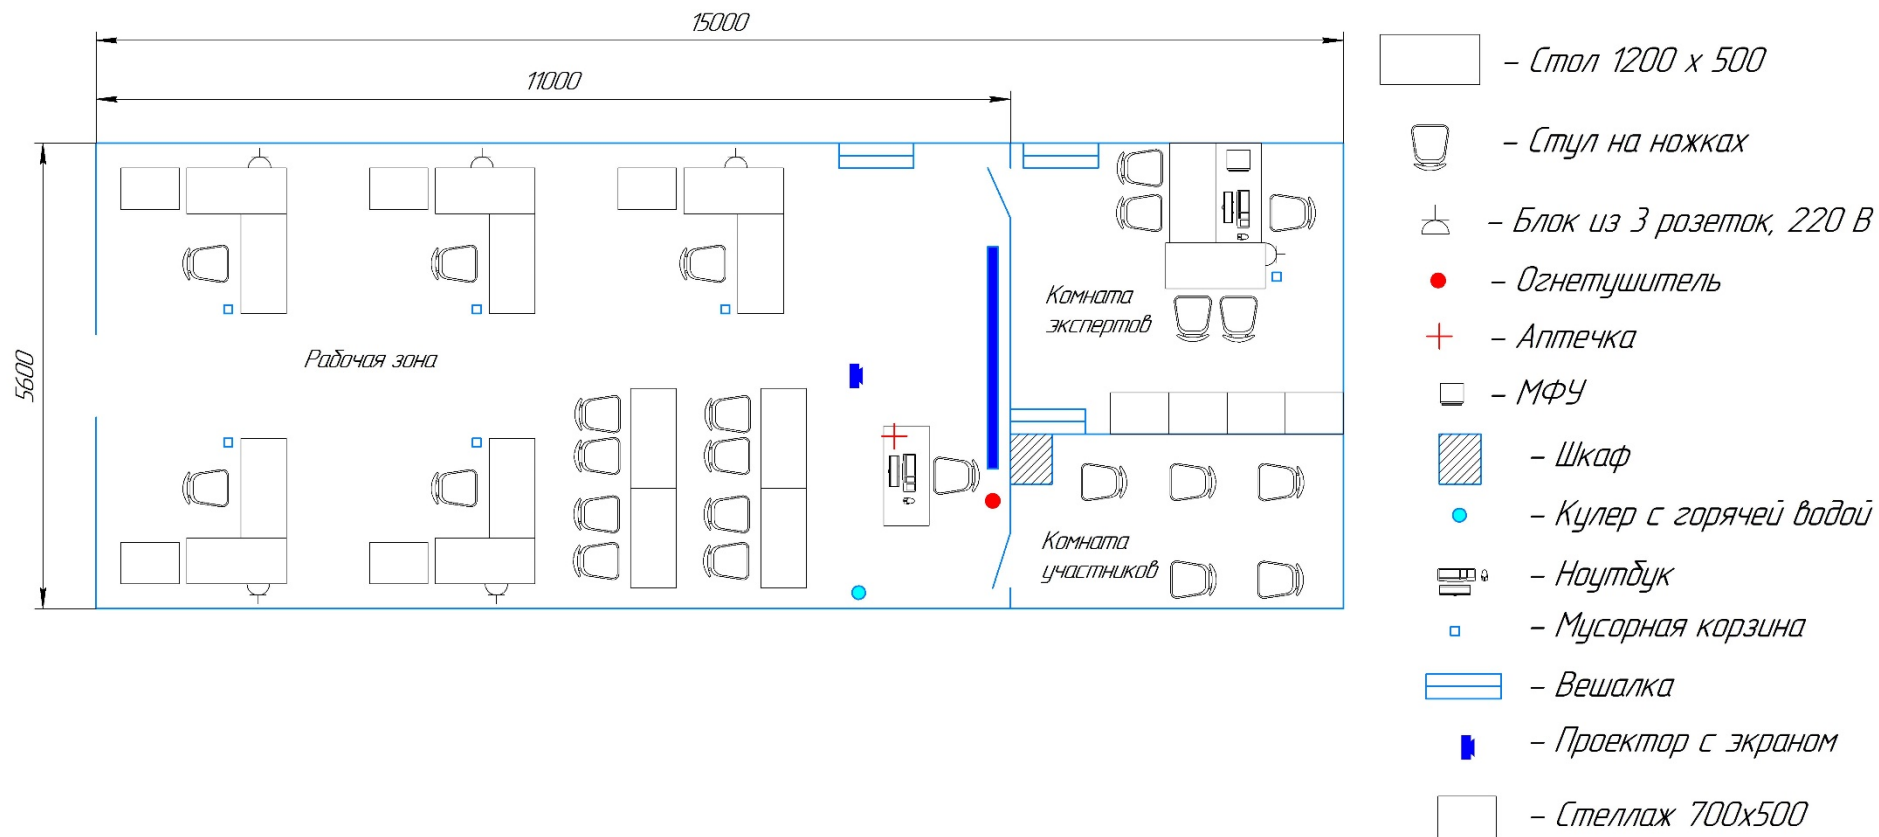 15000
11000
5600
Рабочая зона
Комната
экспертов
Комната
участников
– Стол 1200 х 500
– Стул на ножках
– Блок из 3 розеток, 220 В
– Огнетушитель
– Аптечка
– МФУ
– Шкаф
– Кулер с горячей водой
– Ноутбук
– Мусорная корзина
– Вешалка
– Проектор с экраном
– Стеллаж 700х500